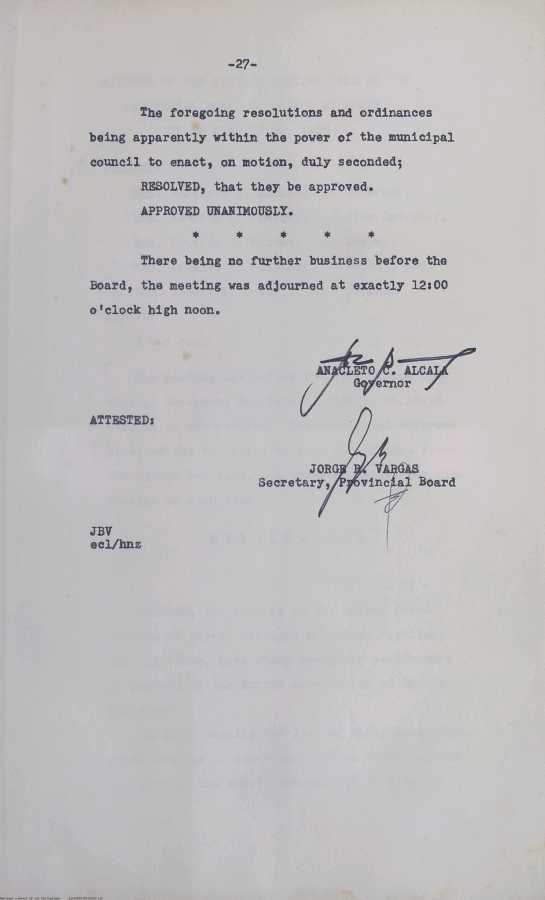 -27-
The foregoing resolutions and ordinances
being apparently within the power of the municipal
council to enact, on motion, duly seconded;
RESOLVED, that they be approved.
APPROVED UNANIMOUSLY.
* * * * *
There being no further business before the
Board, the meeting was adjourned at exactly 12:00
o'clock high noon.
ANACLETO C. ALCALA
Governor
ATTESTED:
JORGE B. VARGAS
Secretary, Provincial Board
JBV
ecl/hnz